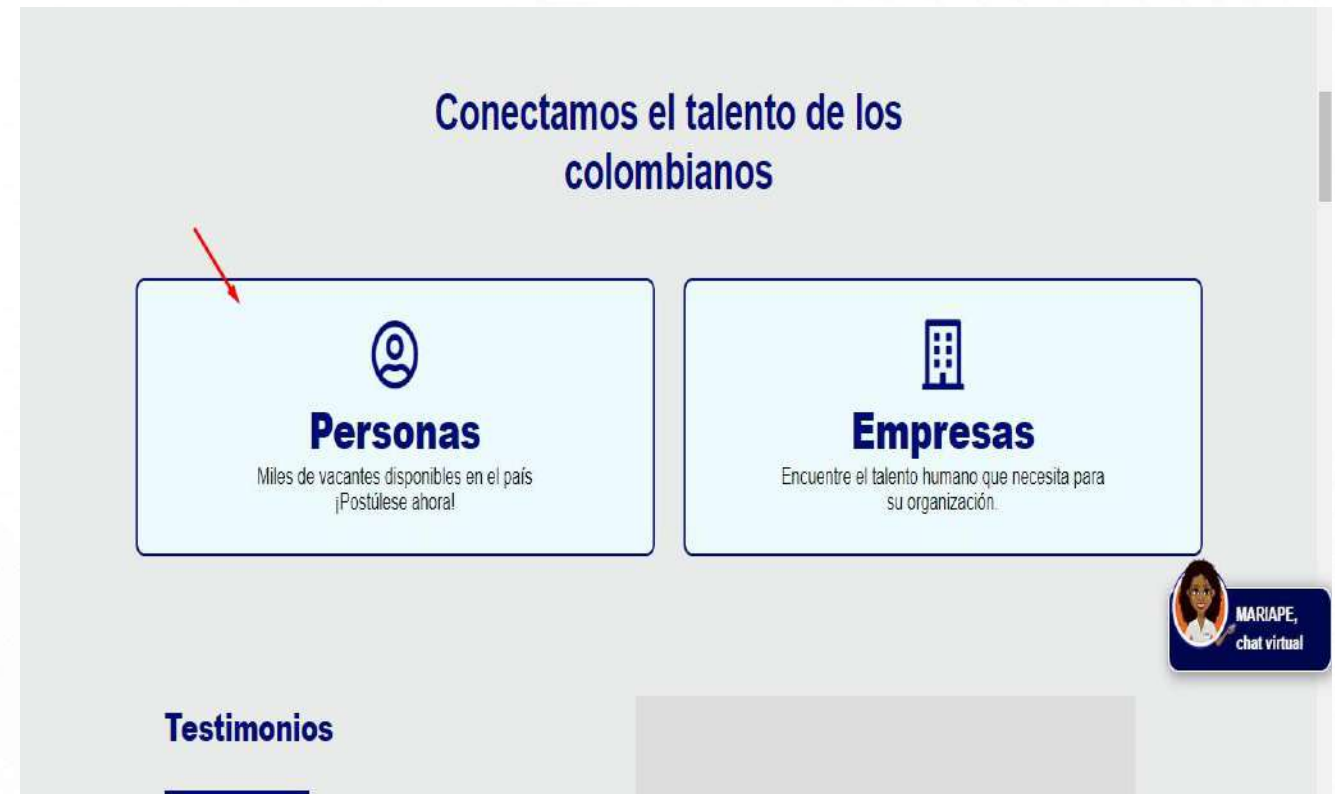 Conectamos el talento de los
colombianos
Personas
Miles de vacantes disponibles en el país
¡Postúlese ahora!
Empresas
Encuentre el talento humano que necesita para
su organización.
MARIAPE,
chat virtual
Testimonios